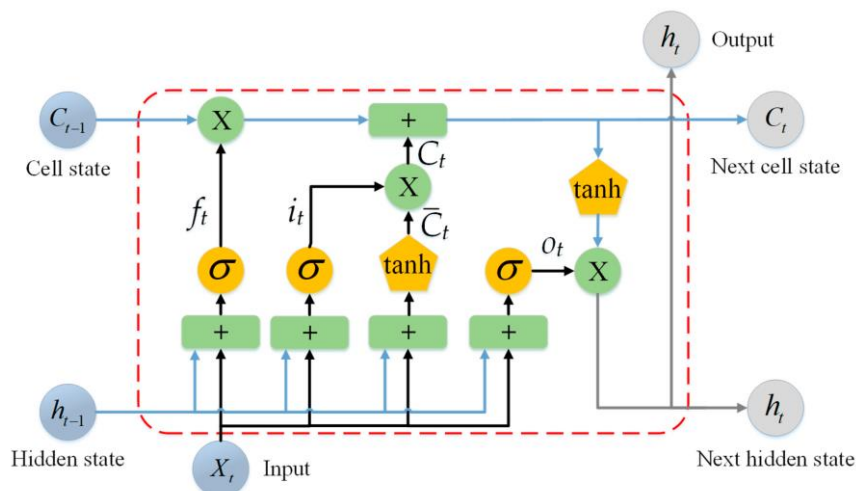 h_t Output
C_{t-1} X + C_t
Cell state C_t Next cell state
X tanh
f_t i_t C̄_t
σ σ tanh σ o_t X
+ + + +
h_{t-1} h_t
Hidden state X_t Input Next hidden state